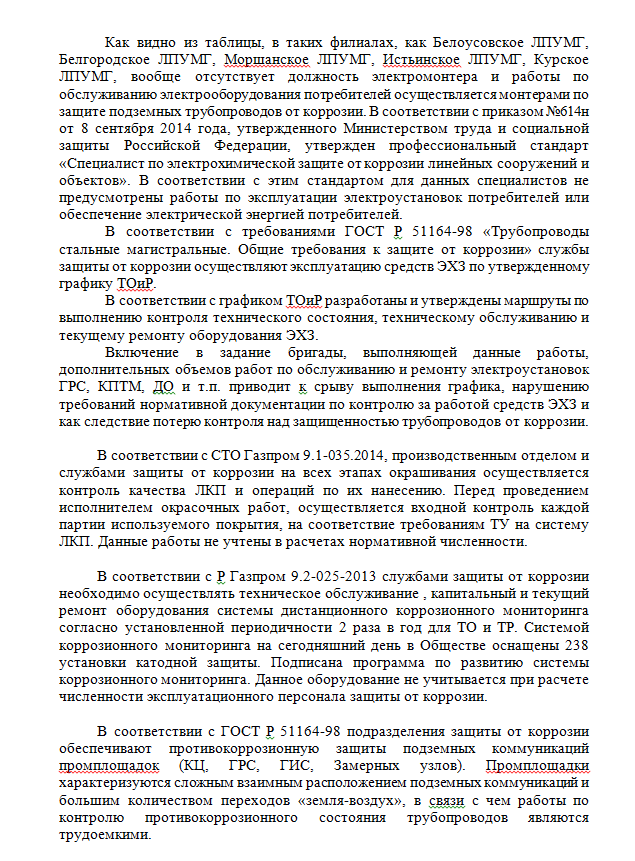 Как видно из таблицы, в таких филиалах, как Белоусовское ЛПУМГ,
Белгородское ЛПУМГ, Моршанское ЛПУМГ, Истьинское ЛПУМГ, Курское
ЛПУМГ, вообще отсутствует должность электромонтера и работы по
обслуживанию электрооборудования потребителей осуществляется монтерами по
защите подземных трубопроводов от коррозии. В соответствии с приказом №614н
от 8 сентября 2014 года, утвержденного Министерством труда и социальной
защиты Российской Федерации, утвержден профессиональный стандарт
«Специалист по электрохимической защите от коррозии линейных сооружений и
объектов». В соответствии с этим стандартом для данных специалистов не
предусмотрены работы по эксплуатации электроустановок потребителей или
обеспечение электрической энергией потребителей.
В соответствии с требованиями ГОСТ Р 51164-98 «Трубопроводы
стальные магистральные. Общие требования к защите от коррозии» службы
защиты от коррозии осуществляют эксплуатацию средств ЭХЗ по утвержденному
графику ТОиР.
В соответствии с графиком ТОиР разработаны и утверждены маршруты по
выполнению контроля технического состояния, техническому обслуживанию и
текущему ремонту оборудования ЭХЗ.
Включение в задание бригады, выполняющей данные работы,
дополнительных объемов работ по обслуживанию и ремонту электроустановок
ГРС, КПТМ, ДО и т.п. приводит к срыву выполнения графика, нарушению
требований нормативной документации по контролю за работой средств ЭХЗ и
как следствие потерю контроля над защищенностью трубопроводов от коррозии.
В соответствии с СТО Газпром 9.1-035.2014, производственным отделом и
службами защиты от коррозии на всех этапах окрашивания осуществляется
контроль качества ЛКП и операций по их нанесению. Перед проведением
исполнителем окрасочных работ, осуществляется входной контроль каждой
партии используемого покрытия, на соответствие требованиям ТУ на систему
ЛКП. Данные работы не учтены в расчетах нормативной численности.
В соответствии с Р Газпром 9.2-025-2013 службами защиты от коррозии
необходимо осуществлять техническое обслуживание , капитальный и текущий
ремонт оборудования системы дистанционного коррозионного мониторинга
согласно установленной периодичности 2 раза в год для ТО и ТР. Системой
коррозионного мониторинга на сегодняшний день в Обществе оснащены 238
установки катодной защиты. Подписана программа по развитию системы
коррозионного мониторинга. Данное оборудование не учитывается при расчете
численности эксплуатационного персонала защиты от коррозии.
В соответствии с ГОСТ Р 51164-98 подразделения защиты от коррозии
обеспечивают противокоррозионную защиты подземных коммуникаций
промплощадок (КЦ, ГРС, ГИС, Замерных узлов). Промплощадки
характеризуются сложным взаимным расположением подземных коммуникаций и
большим количеством переходов «земля-воздух», в связи с чем работы по
контролю противокоррозионного состояния трубопроводов являются
трудоемкими.